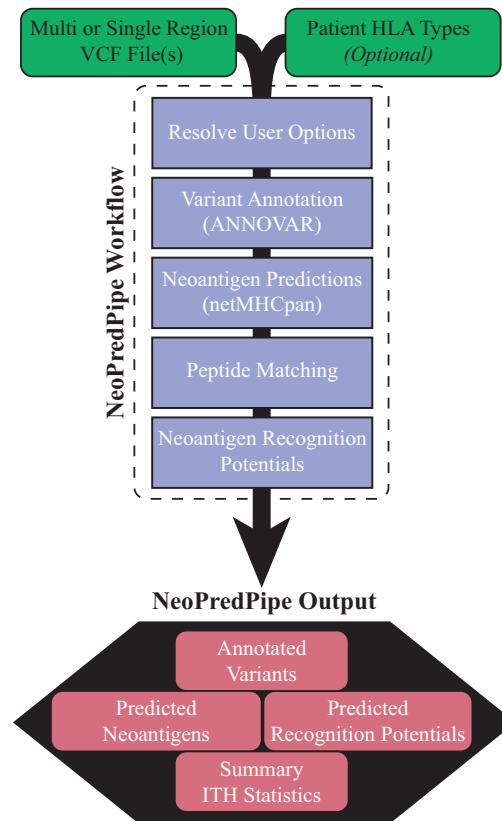 Multi or Single Region
VCF File(s)
Patient HLA Types
(Optional)
NeoPredPipe Workflow
Resolve User Options
Variant Annotation
(ANNOVAR)
Neoantigen Predictions
(netMHCpan)
Peptide Matching
Neoantigen Recognition
Potentials
NeoPredPipe Output
Annotated
Variants
Predicted
Neoantigens
Predicted
Recognition Potentials
Summary
ITH Statistics